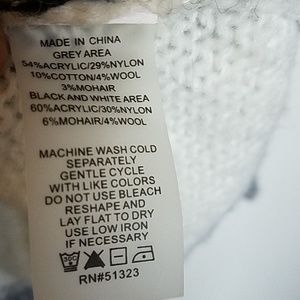 MADE IN CHINA
GREY AREA
54%ACRYLIC/29%NYLON
10%COTTON/4%WOOL
3%MOHAIR
BLACK AND WHITE AREA
60%ACRYLIC/30%NYLON
6%MOHAIR/4%WOOL
MACHINE WASH COLD
SEPARATELY
GENTLE CYCLE
WITH LIKE COLORS
DO NOT USE BLEACH
RESHAPE AND
LAY FLAT TO DRY
USE LOW IRON
IF NECESSARY
30C
RN#51323